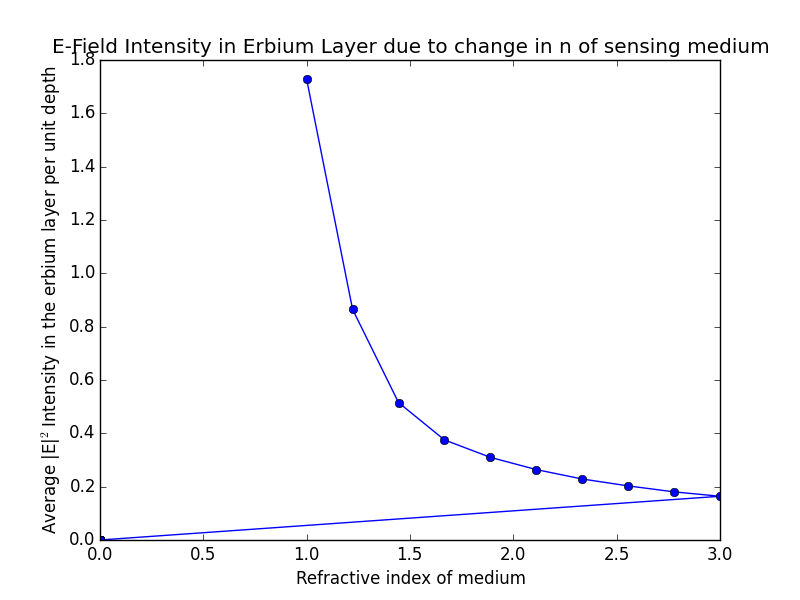 E-Field Intensity in Erbium Layer due to change in n of sensing medium
Average |E|² Intensity in the erbium layer per unit depth
1.8
1.6
1.4
1.2
1.0
0.8
0.6
0.4
0.2
0.0
0.0 0.5 1.0 1.5 2.0 2.5 3.0
Refractive index of medium